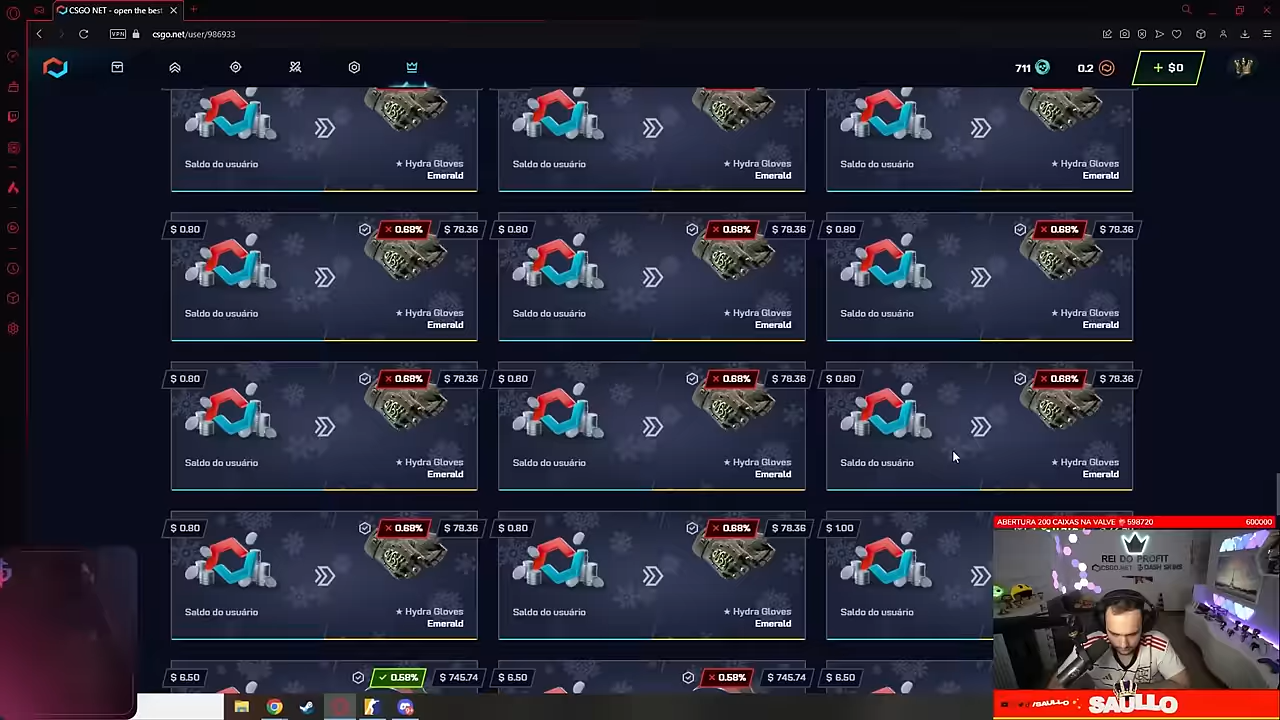 CSGO NET - open the best
VPN
csgo.net/user/986933
711
0.2
+ $0
Saldo do usuário
★ Hydra Gloves
Emerald
Saldo do usuário
★ Hydra Gloves
Emerald
Saldo do usuário
★ Hydra Gloves
Emerald
$ 0.80
× 0.68%
$ 78.36
$ 0.80
× 0.68%
$ 78.36
$ 0.80
× 0.68%
$ 78.36
Saldo do usuário
★ Hydra Gloves
Emerald
Saldo do usuário
★ Hydra Gloves
Emerald
Saldo do usuário
★ Hydra Gloves
Emerald
$ 0.80
× 0.68%
$ 78.36
$ 0.80
× 0.68%
$ 78.36
$ 0.80
× 0.68%
$ 78.36
Saldo do usuário
★ Hydra Gloves
Emerald
Saldo do usuário
★ Hydra Gloves
Emerald
Saldo do usuário
★ Hydra Gloves
Emerald
$ 0.80
× 0.68%
$ 78.36
$ 0.80
× 0.68%
$ 78.36
$ 1.00
Saldo do usuário
★ Hydra Gloves
Emerald
Saldo do usuário
★ Hydra Gloves
Emerald
Saldo do usuário
$ 6.50
✓ 0.58%
$ 745.74
$ 6.50
× 0.58%
$ 745.74
$ 6.50
ABERTURA 200 CAIXAS NA VALVE
598720
600000
REI DO PROFIT
CSGO.NET
DASH SKINS
/SAULLO
SAULLO